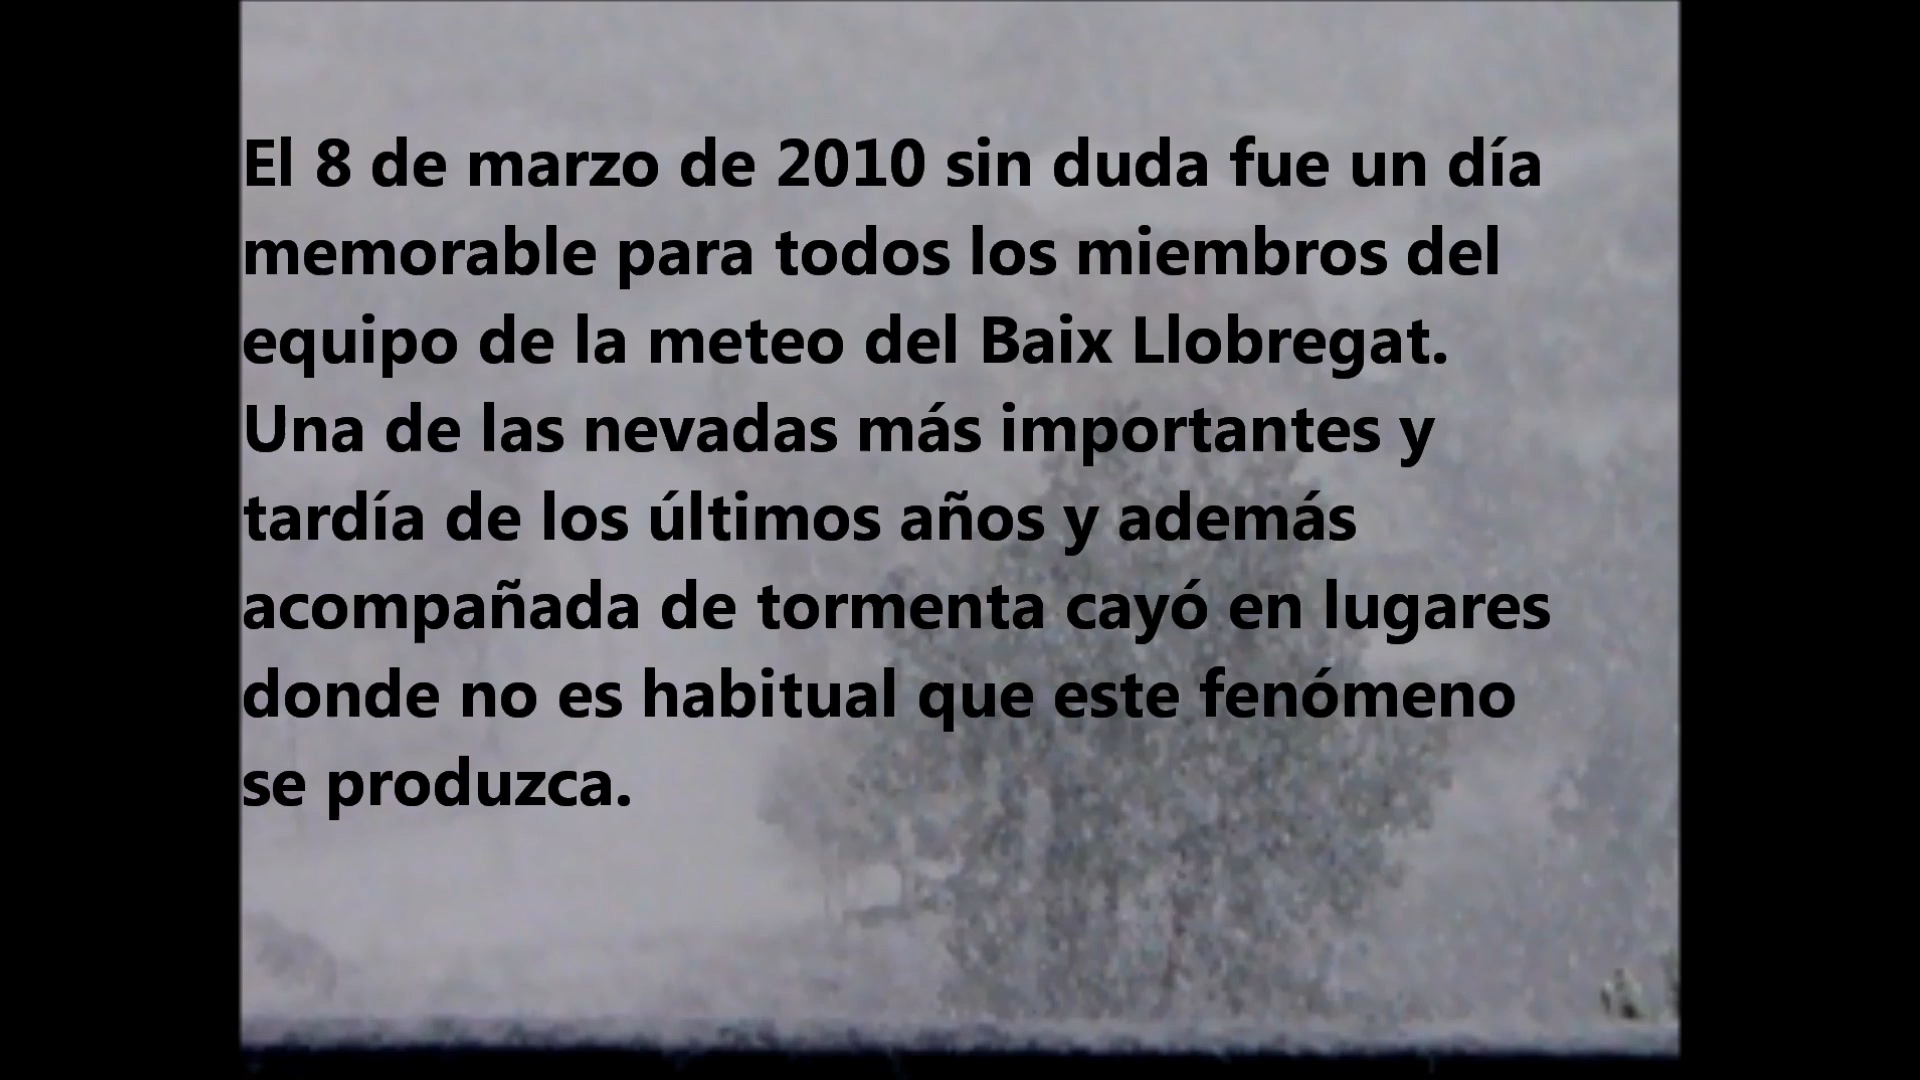 El 8 de marzo de 2010 sin duda fue un día
memorable para todos los miembros del
equipo de la meteo del Baix Llobregat.
Una de las nevadas más importantes y
tardía de los últimos años y además
acompañada de tormenta cayó en lugares
donde no es habitual que este fenómeno
se produzca.